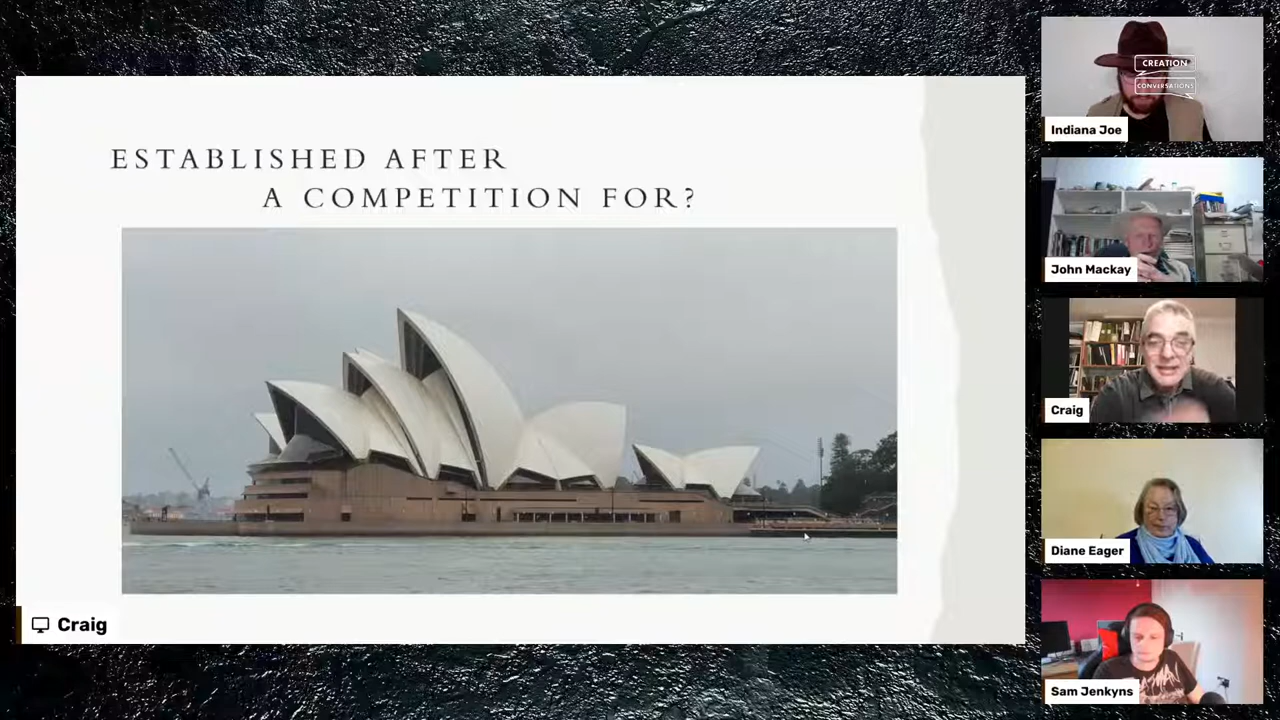 ESTABLISHED AFTER
A COMPETITION FOR?
Craig
CREATION
CONVERSATIONS
Indiana Joe
John Mackay
Craig
Diane Eager
Sam Jenkyns